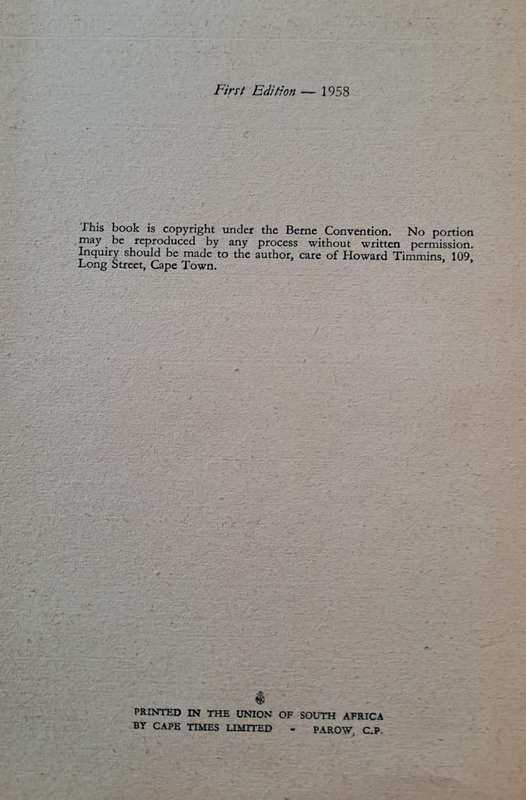 First Edition — 1958
This book is copyright under the Berne Convention. No portion
may be reproduced by any process without written permission.
Inquiry should be made to the author, care of Howard Timmins, 109,
Long Street, Cape Town.
PRINTED IN THE UNION OF SOUTH AFRICA
BY CAPE TIMES LIMITED - PAROW, C.P.